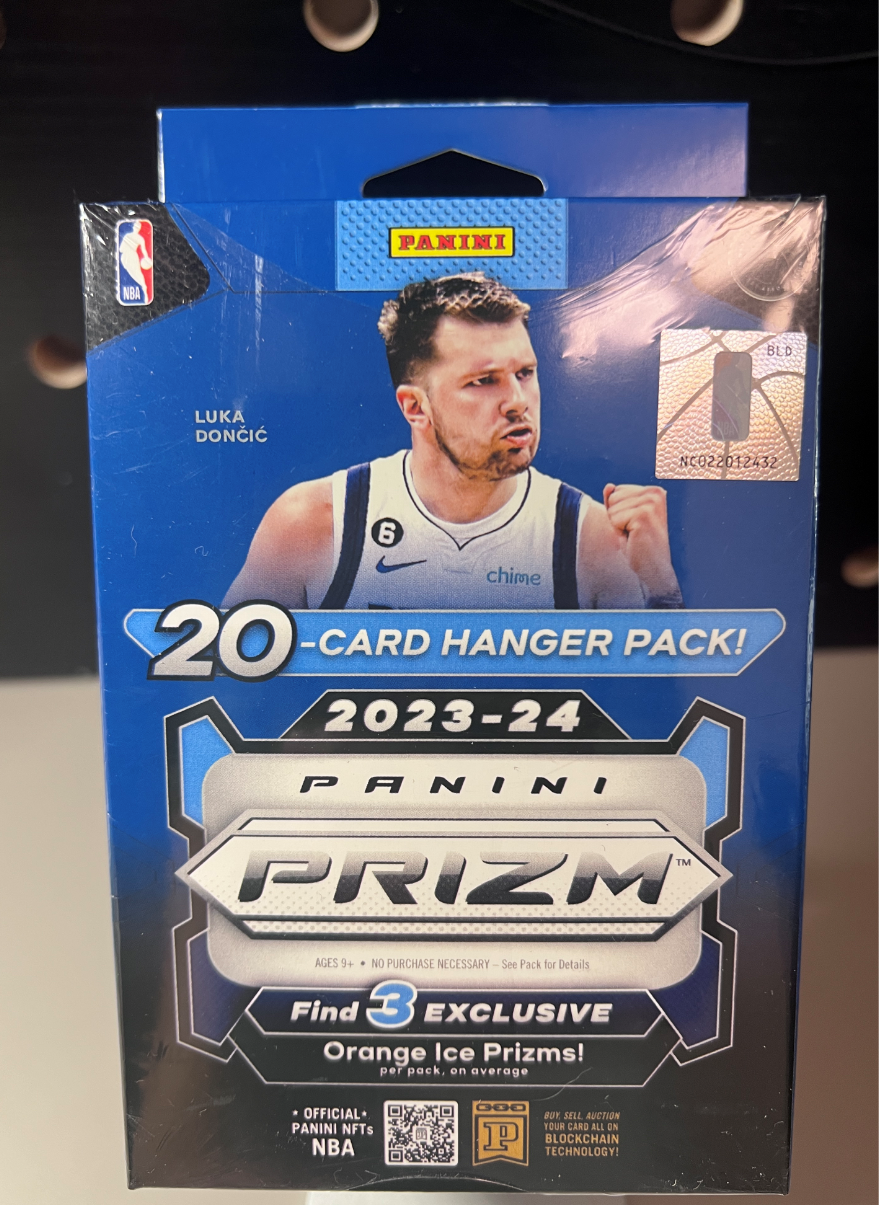 PANINI
NBA
BLD
NC022012432
LUKA
DONČIĆ
6
chime
20-CARD HANGER PACK!
2023-24
PANINI
PRIZM™
AGES 9+ • NO PURCHASE NECESSARY – See Pack for Details
Find 3 EXCLUSIVE
Orange Ice Prizms!
per pack, on average
• OFFICIAL •
PANINI NFTs
NBA
P
BUY, SELL, AUCTION
YOUR CARD ALL ON
BLOCKCHAIN
TECHNOLOGY!